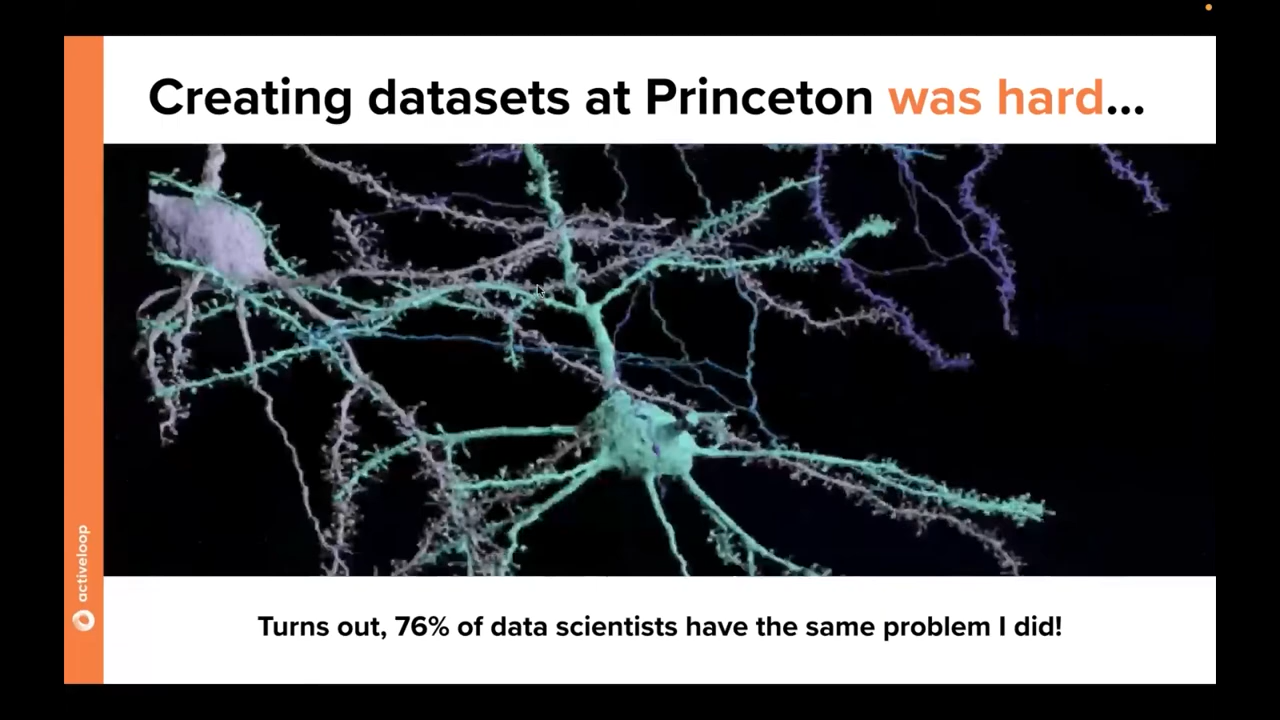 Creating datasets at Princeton was hard...
activeloop
Turns out, 76% of data scientists have the same problem I did!